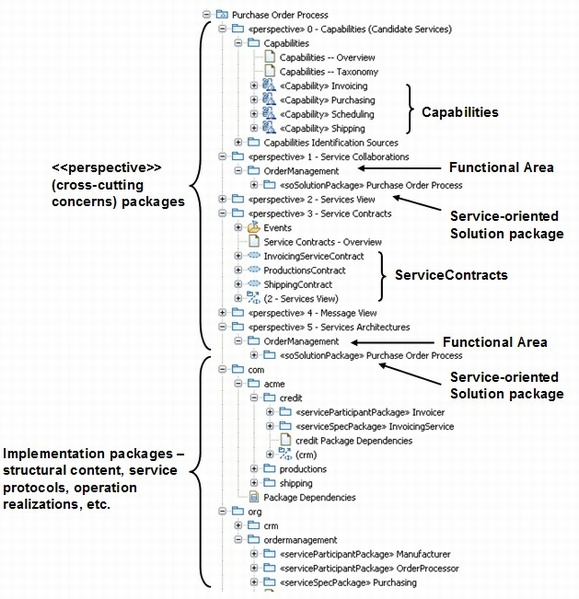 Purchase Order Process
«perspective» 0 - Capabilities (Candidate Services)
Capabilities
Capabilities -- Overview
Capabilities -- Taxonomy
«Capability» Invoicing
«Capability» Purchasing
«Capability» Scheduling
«Capability» Shipping
Capabilities
Capabilities Identification Sources
«perspective» 1 - Service Collaborations
OrderManagement
Functional Area
«soSolutionPackage» Purchase Order Process
<<perspective>>
(cross-cutting
concerns) packages
«perspective» 2 - Services View
Service-oriented
Solution package
«perspective» 3 - Service Contracts
Events
Service Contracts - Overview
InvoicingServiceContract
ProductionsContract
ShippingContract
(2 - Services View)
ServiceContracts
«perspective» 4 - Message View
«perspective» 5 - Services Architectures
OrderManagement
Functional Area
«soSolutionPackage» Purchase Order Process
Service-oriented
Solution package
com
acme
credit
«serviceParticipantPackage» Invoicer
«serviceSpecPackage» InvoicingService
credit Package Dependencies
(crm)
productions
shipping
Package Dependencies
Implementation packages –
structural content, service
protocols, operation
realizations, etc.
org
crm
ordermanagement
«serviceParticipantPackage» Manufacturer
«serviceParticipantPackage» OrderProcessor
«serviceSpecPackage» Purchasing